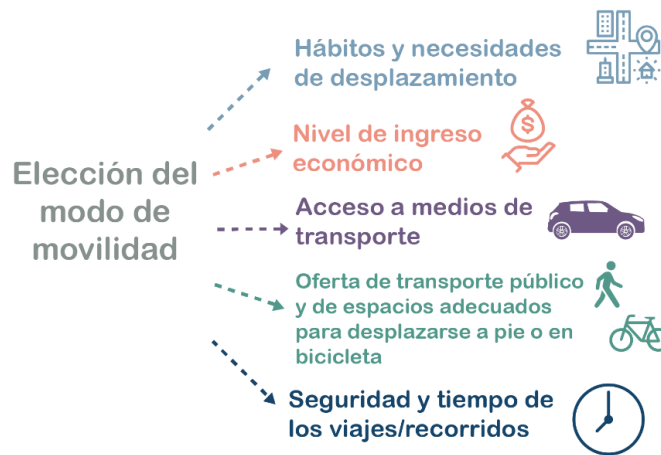 Elección del
modo de
movilidad
Hábitos y necesidades
de desplazamiento
Nivel de ingreso
económico
$
Acceso a medios de
transporte
Oferta de transporte público
y de espacios adecuados
para desplazarse a pie o en
bicicleta
Seguridad y tiempo de
los viajes/recorridos